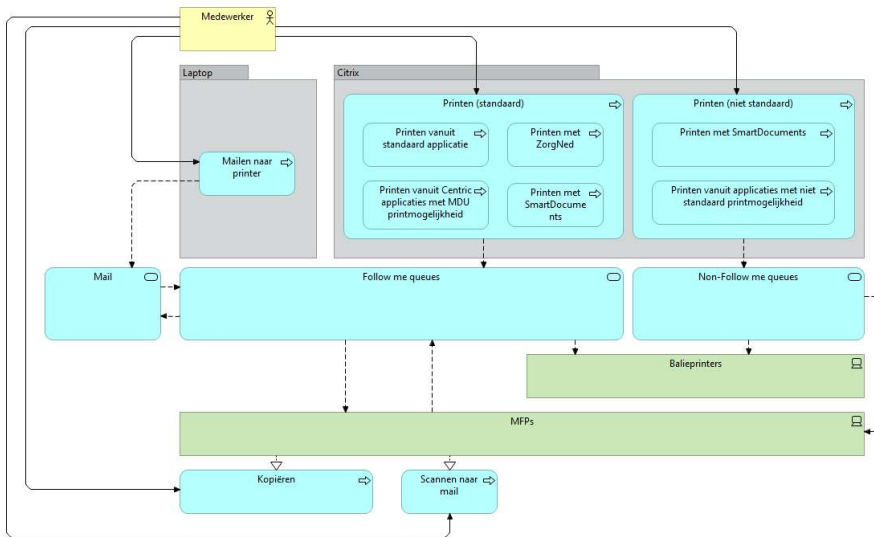 Medewerker
Laptop
Citrix
Printen (standaard)
Printen (niet standaard)
Printen vanuit
standaard applicatie
Printen met
ZorgNed
Printen met SmartDocuments
Mailen naar
printer
Printen vanuit Centric
applicaties met MDU
printmogelijkheid
Printen met
SmartDocume
nts
Printen vanuit applicaties met niet
standaard printmogelijkheid
Mail
Follow me queues
Non-Follow me queues
Balieprinters
MFPs
Kopiëren
Scannen naar
mail